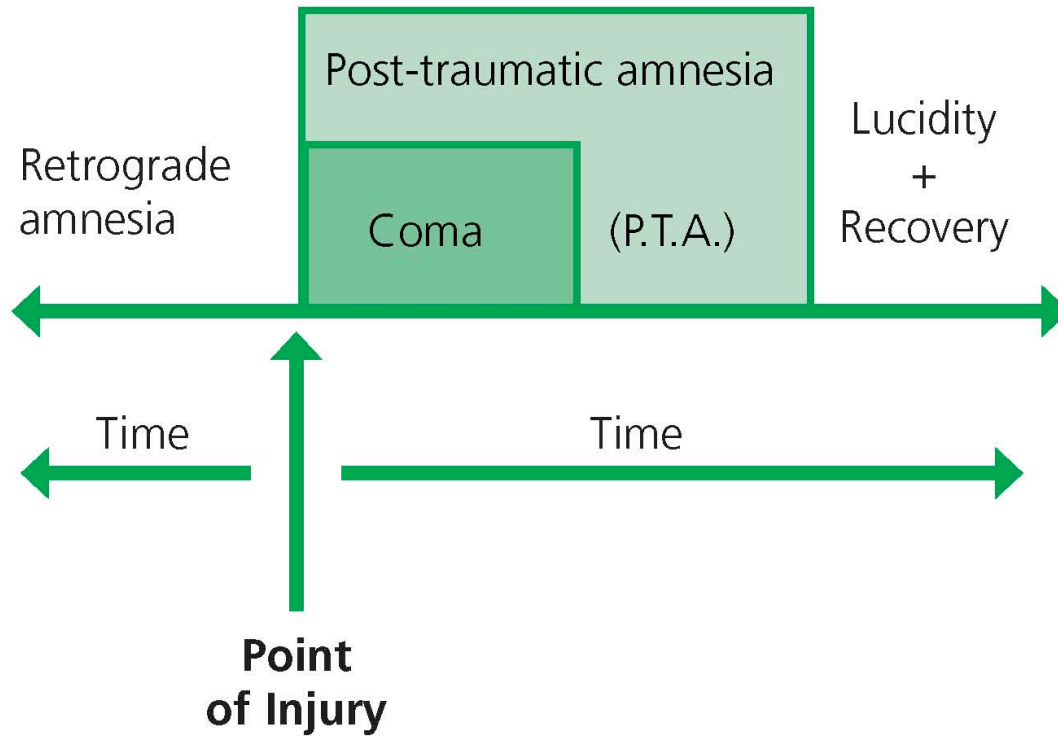 Post-traumatic amnesia
Retrograde
amnesia
Coma
(P.T.A.)
Lucidity
+
Recovery
Time
Time
Point
of Injury